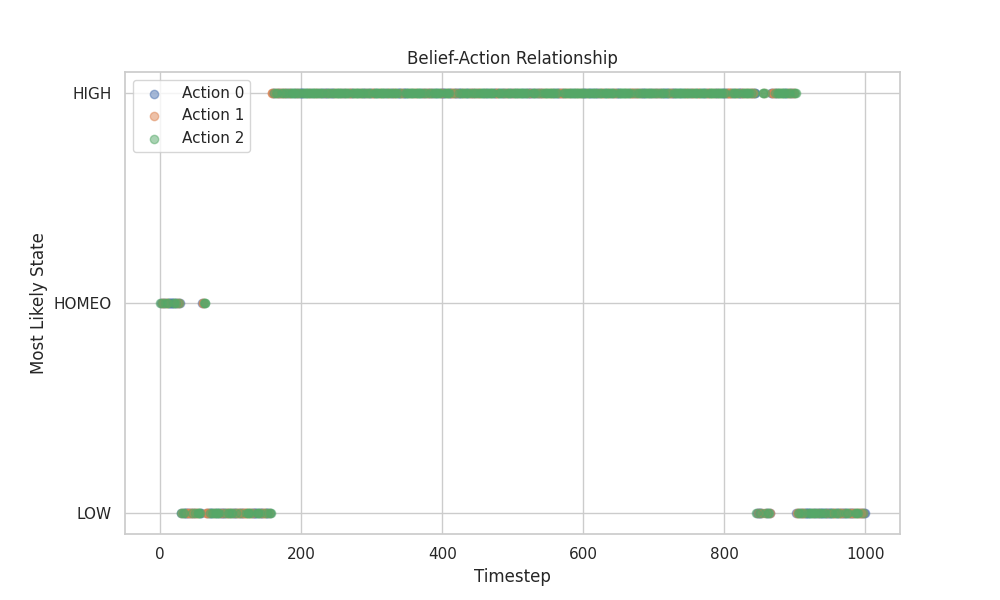 Belief-Action Relationship
HIGH
HOMEO
LOW
Most Likely State
Action 0
Action 1
Action 2
0
200
400
600
800
1000
Timestep